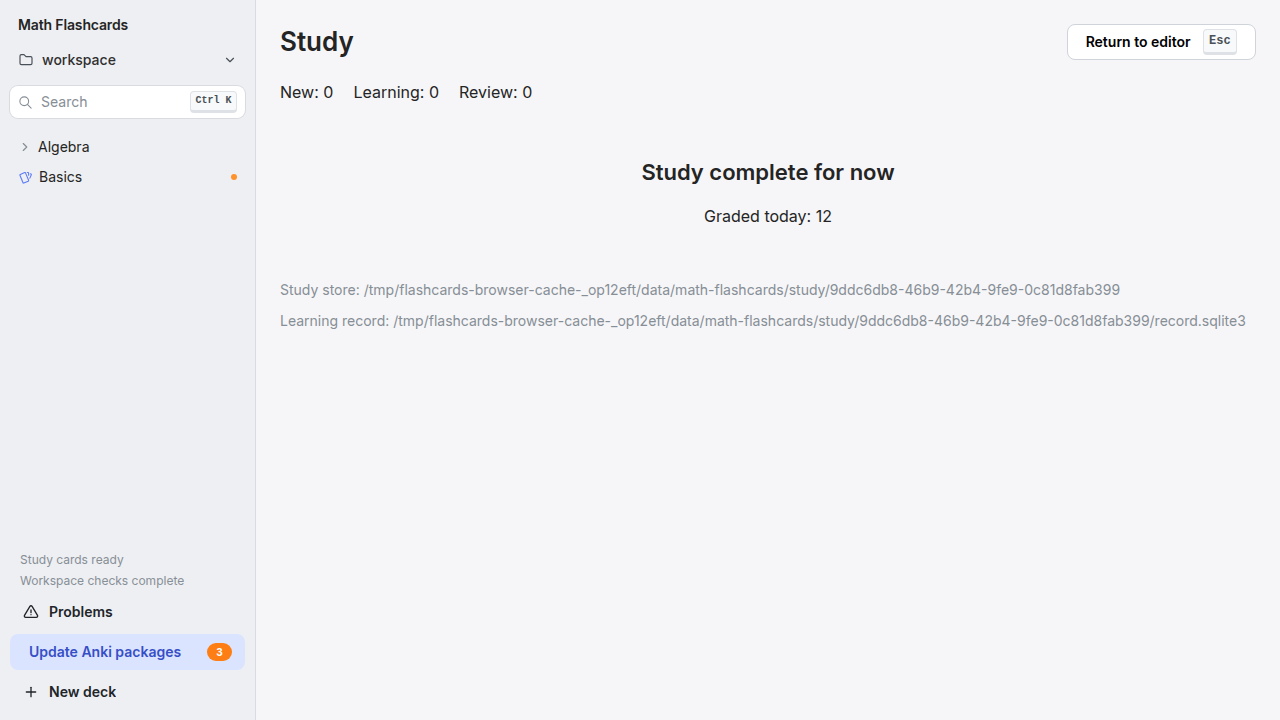 Math Flashcards
workspace
Search Ctrl K
Algebra
Basics
Study cards ready
Workspace checks complete
Problems
Update Anki packages 3
New deck
Study
Return to editor Esc
New: 0 Learning: 0 Review: 0
Study complete for now
Graded today: 12
Study store: /tmp/flashcards-browser-cache-_op12eft/data/math-flashcards/study/9ddc6db8-46b9-42b4-9fe9-0c81d8fab399
Learning record: /tmp/flashcards-browser-cache-_op12eft/data/math-flashcards/study/9ddc6db8-46b9-42b4-9fe9-0c81d8fab399/record.sqlite3